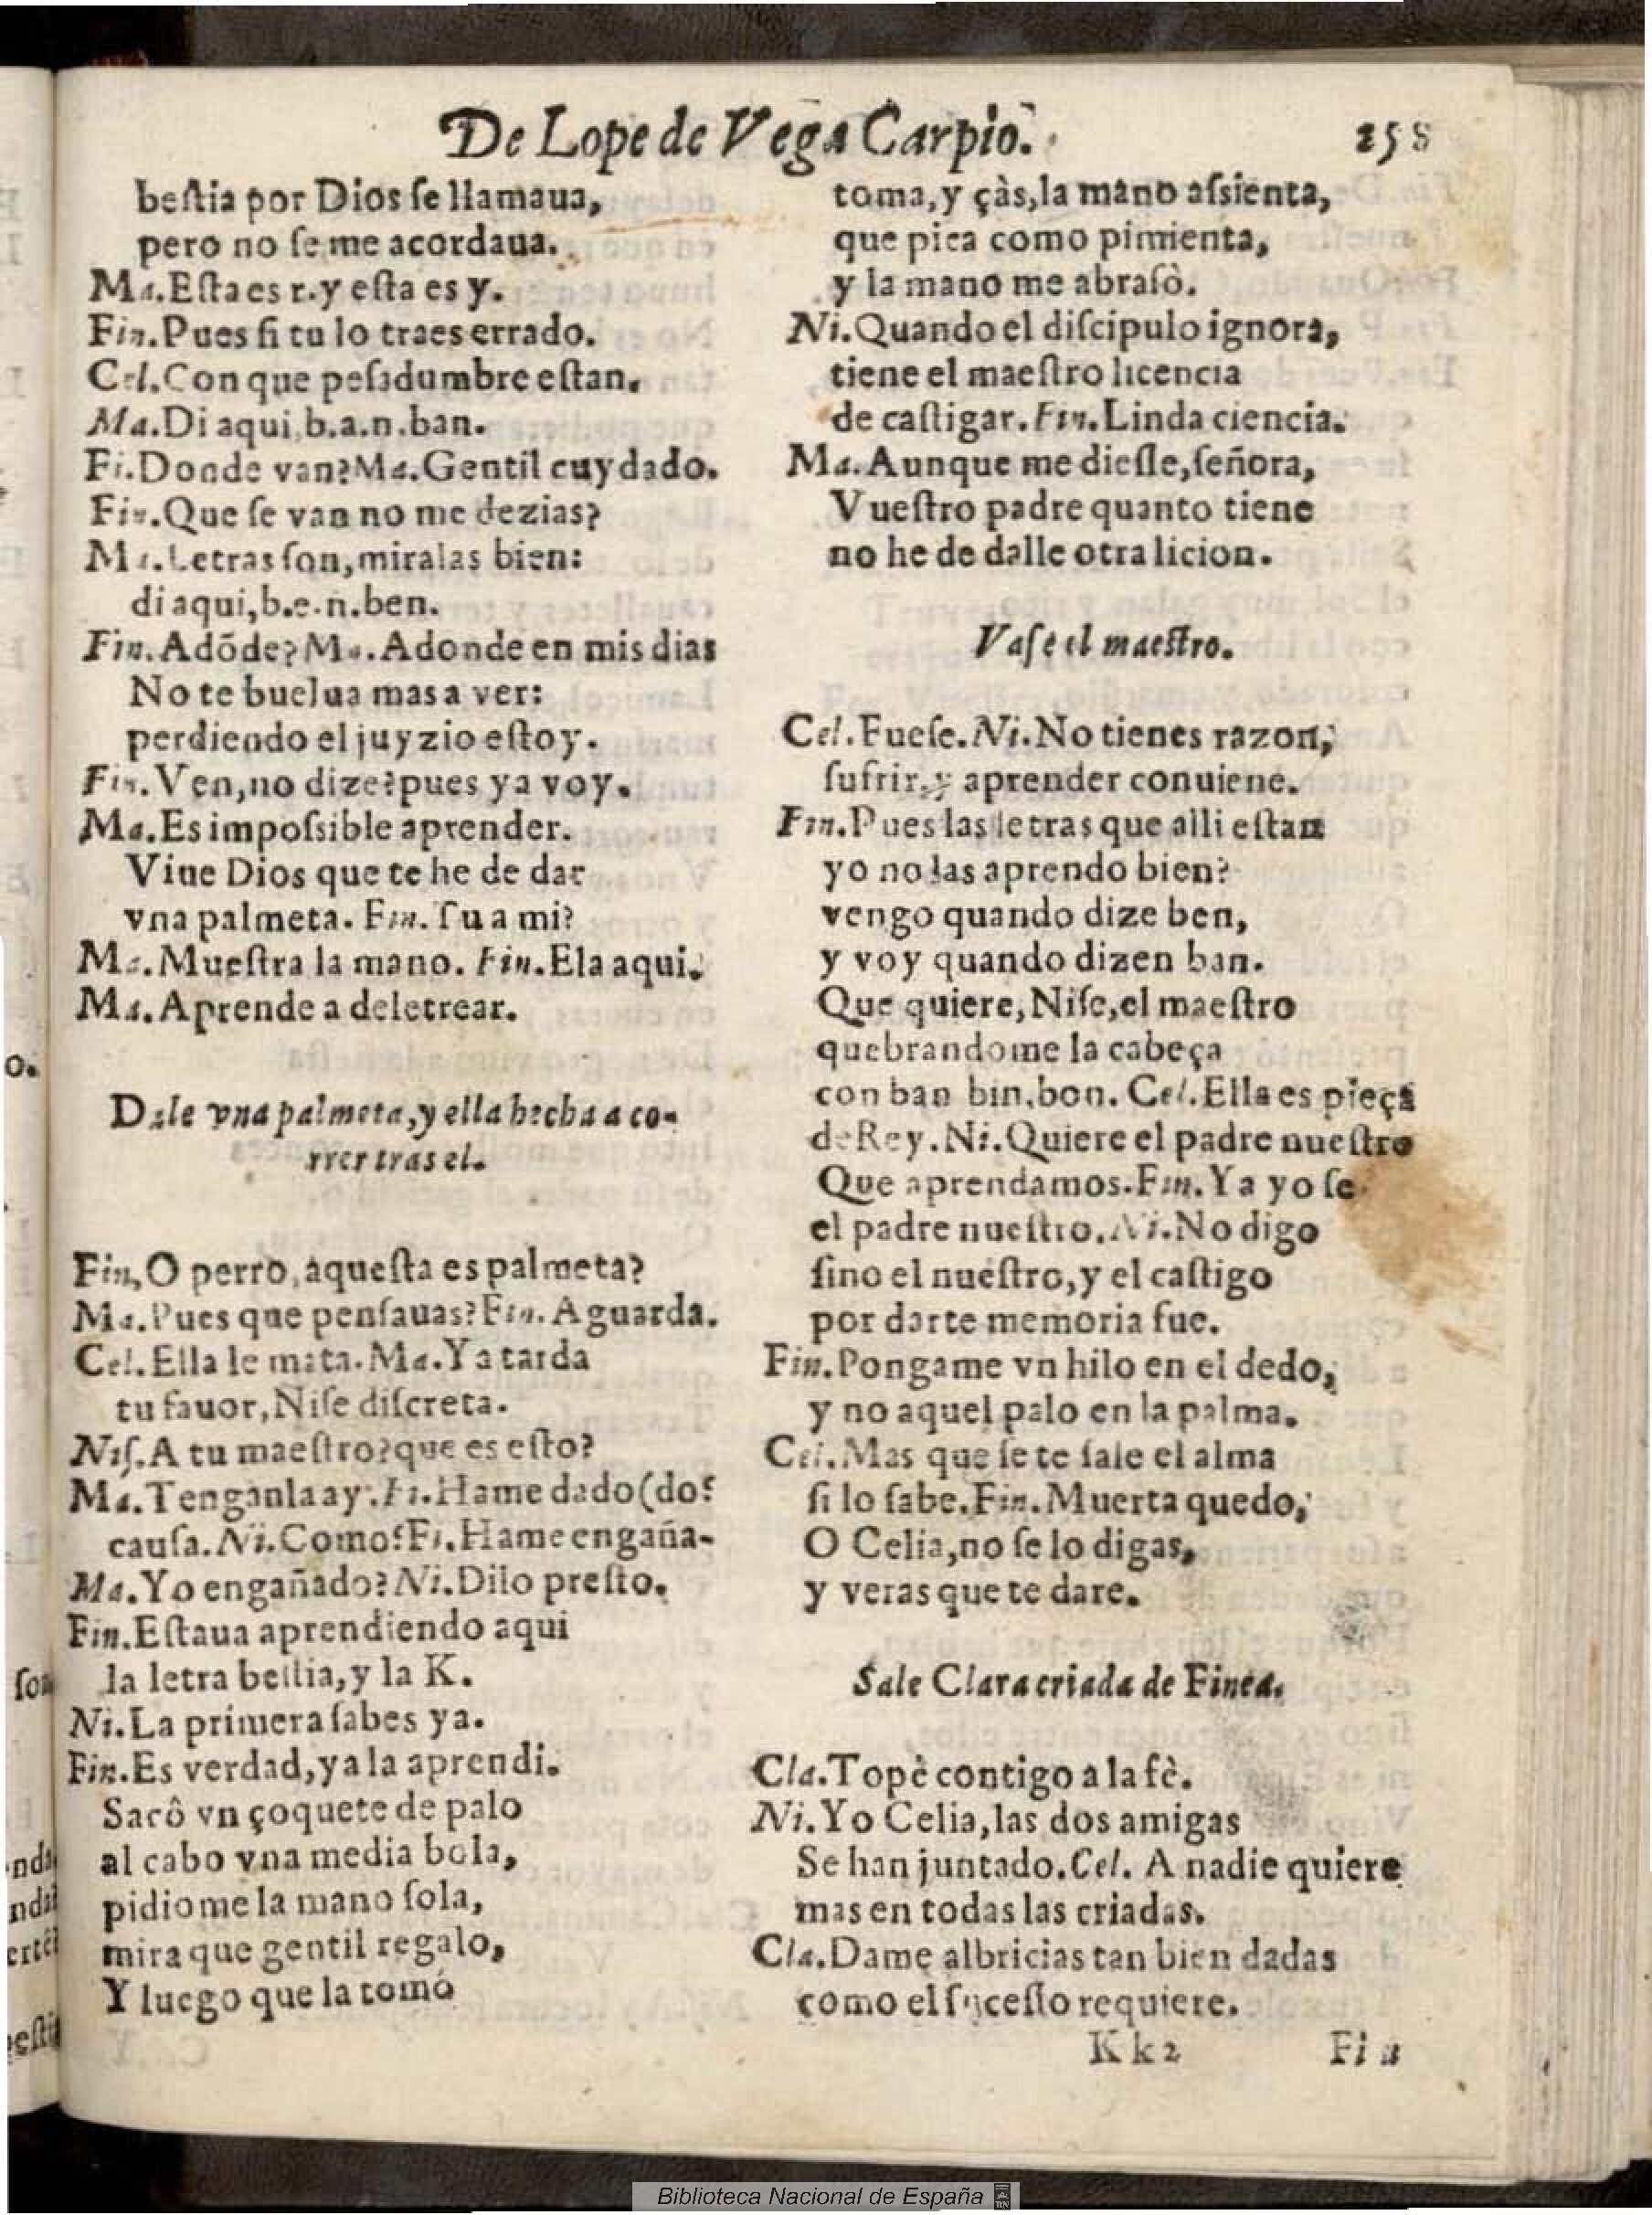 De Lope de Vega Carpio.
258
bestia por Dios se llamaua,
pero no se me acordaua.
Ma.Esta es r.y esta es y.
Fin.Pues si tu lo traes errado.
Cel.Con que pesadumbre estan.
Ma.Di aqui,b.a.n.ban.
Fi.Donde van?Ma.Gentil cuydado.
Fin.Que se van no me dezias?
Ma.Letras son,miralas bien:
di aqui,b.e.n.ben.
Fin.Adõde?Ma.Adonde en mis dias
No te buelua mas a ver:
perdiendo el juyzio estoy.
Fin.Ven,no dize?pues ya voy.
Ma.Es impossible aprender.
Viue Dios que te he de dar
vna palmeta. Fin.Tu a mi?
Ma.Muestra la mano. Fin.Ela aqui.
Ma.Aprende a deletrear.
Dale vna palmeta,y ella hecha a co-
rrer tras el.
Fin,O perro,aquesta es palmeta?
Ma.Pues que pensauas?Fin.Aguarda.
Cel.Ella le mata.Ma.Ya tarda
tu fauor,Nise discreta.
Nis.A tu maestro?que es esto?
Ma.Tenganla ay.Fi.Hame dado(do?
causa.Ni.Como?Fi.Hame engaña-
Ma.Yo engañado?Ni.Dilo presto.
Fin.Estaua aprendiendo aqui
la letra bestia,y la K.
Ni.La primera sabes ya.
Fin.Es verdad,ya la aprendi.
Sacô vn çoquete de palo
al cabo vna media bola,
pidiome la mano sola,
mira que gentil regalo,
Y luego que la tomó
toma,y çàs,la mano assienta,
que pica como pimienta,
y la mano me abrasò.
Ni.Quando el discipulo ignora,
tiene el maestro licencia
de castigar.Fin.Linda ciencia.
Ma.Aunque me diesse,señora,
Vuestro padre quanto tiene
no he de dalle otra licion.
Vase el maestro.
Cel.Fuese.Ni.No tienes razon,
sufrir,y aprender conuiene.
Fin.Pues las letras que alli estan
yo no las aprendo bien?
vengo quando dize ben,
y voy quando dizen ban.
Que quiere,Nise,el maestro
quebrandome la cabeça
con ban bin,bon. Cel.Ella es pieça
de Rey.Ni.Quiere el padre nuestro
Que aprendamos.Fin.Ya yo se
el padre nuestro.Ni.No digo
sino el nuestro,y el castigo
por darte memoria fue.
Fin.Pongame vn hilo en el dedo,
y no aquel palo en la palma.
Cel.Mas que se te sale el alma
si lo sabe.Fin.Muerta quedo,
O Celia,no se lo digas,
y veras que te dare.
Sale Clara criada de Finea.
Cla.Topè contigo a la fè.
Ni.Yo Celia,las dos amigas
Se han juntado.Cel. A nadie quiere
mas en todas las criadas.
Cla.Dame albricias tan bien dadas
como el sucesso requiere.
Kk2
Fin
Biblioteca Nacional de España